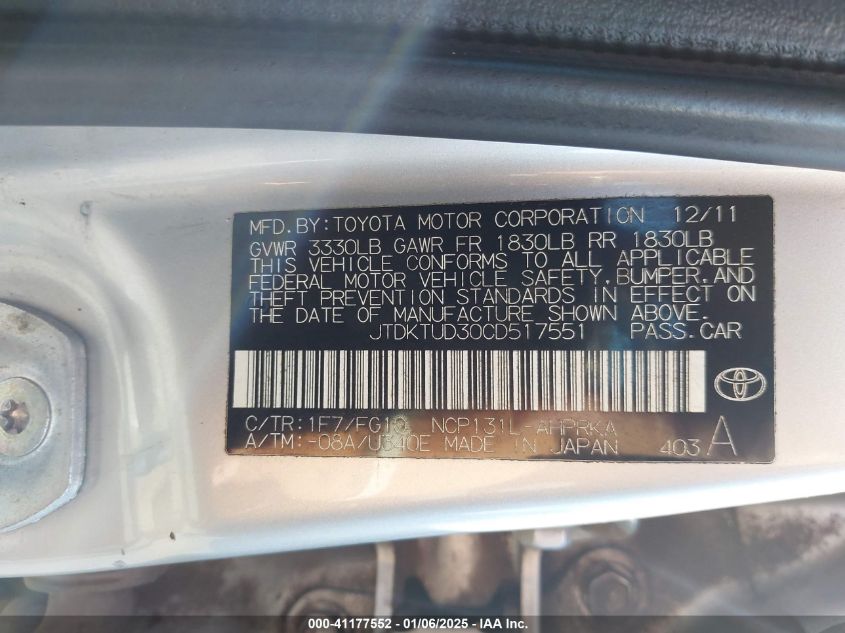 MFD.BY:TOYOTA MOTOR CORPORATION 12/11
GVWR 3330LB GAWR FR 1830LB RR 1830LB
THIS VEHICLE CONFORMS TO ALL APPLICABLE
FEDERAL MOTOR VEHICLE SAFETY,BUMPER,AND
THEFT PREVENTION STANDARDS IN EFFECT ON
THE DATE OF MANUFACTURE SHOWN ABOVE.
JTDKTUD30CD517551 PASS.CAR
C/TR:1F7/FG10 NCP131L-AHPRKA
A/TM:-08A/U340E MADE IN JAPAN 403 A
000-41177552 | 01/06/2025 - © IAA Inc.